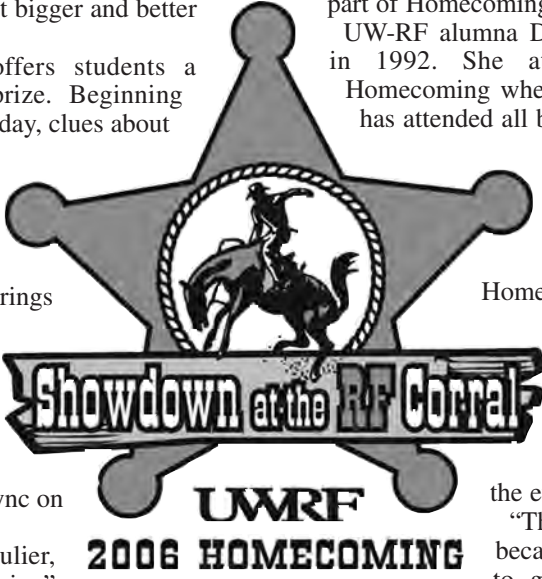 t bigger and better
offers students a
prize. Beginning
day, clues about
rings
ync on
ulier,
part of Homecoming
UW-RF alumna D
in 1992. She a
Homecoming whe
has attended all b
Home
the e
“Th
beca
Showdown at the RF Corral
UWRF
2006 HOMECOMING